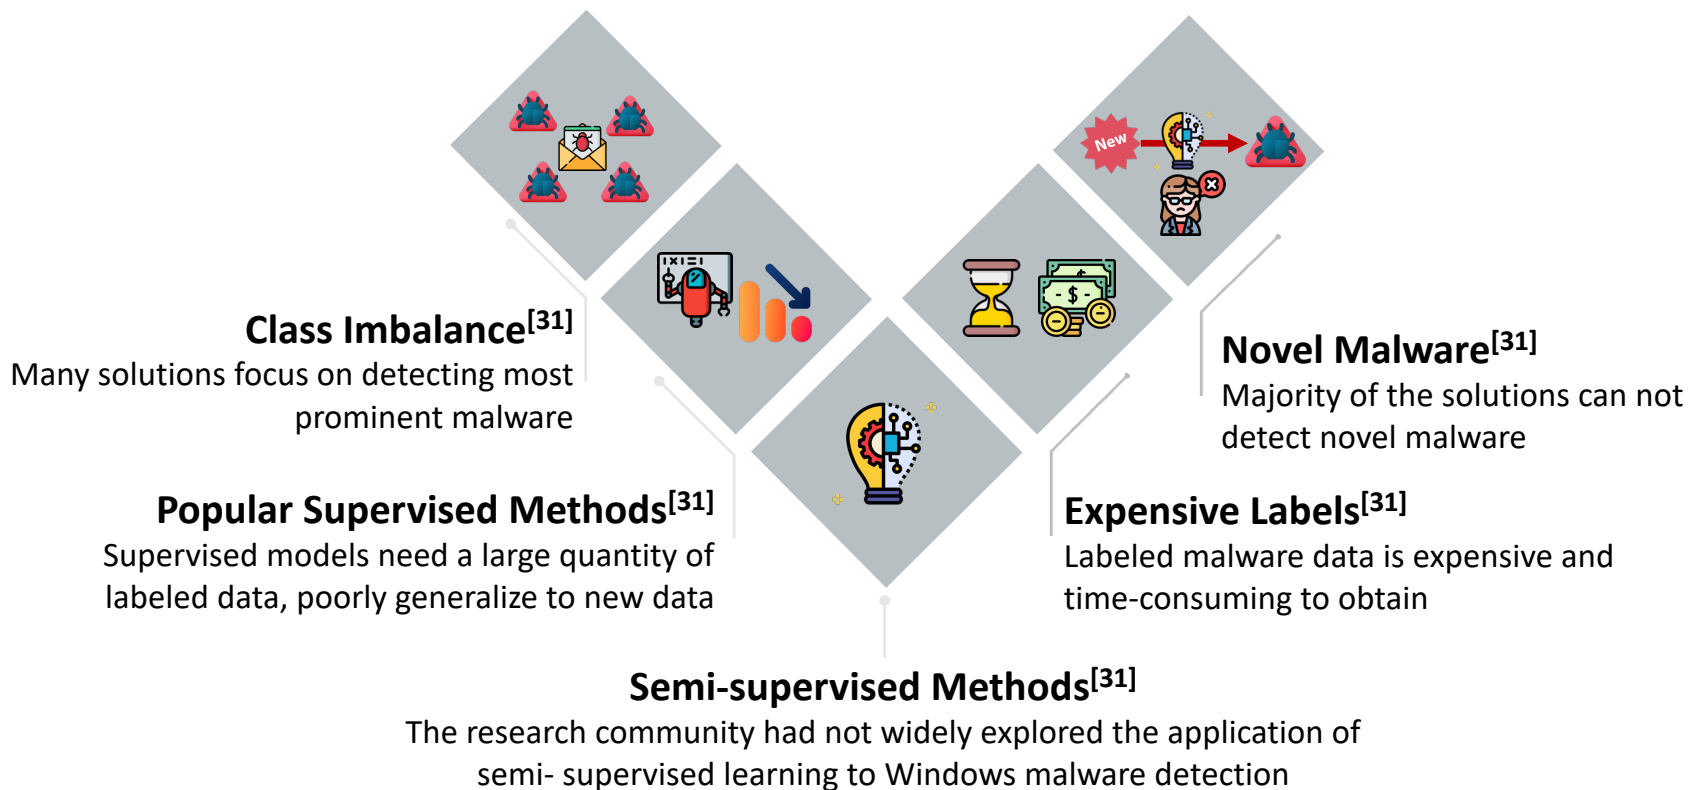 New
Class Imbalance[31]
Many solutions focus on detecting most
prominent malware
1x1=1
Popular Supervised Methods[31]
Supervised models need a large quantity of
labeled data, poorly generalize to new data
Semi-supervised Methods[31]
The research community had not widely explored the application of
semi- supervised learning to Windows malware detection
- $ -
Expensive Labels[31]
Labeled malware data is expensive and
time-consuming to obtain
Novel Malware[31]
Majority of the solutions can not
detect novel malware